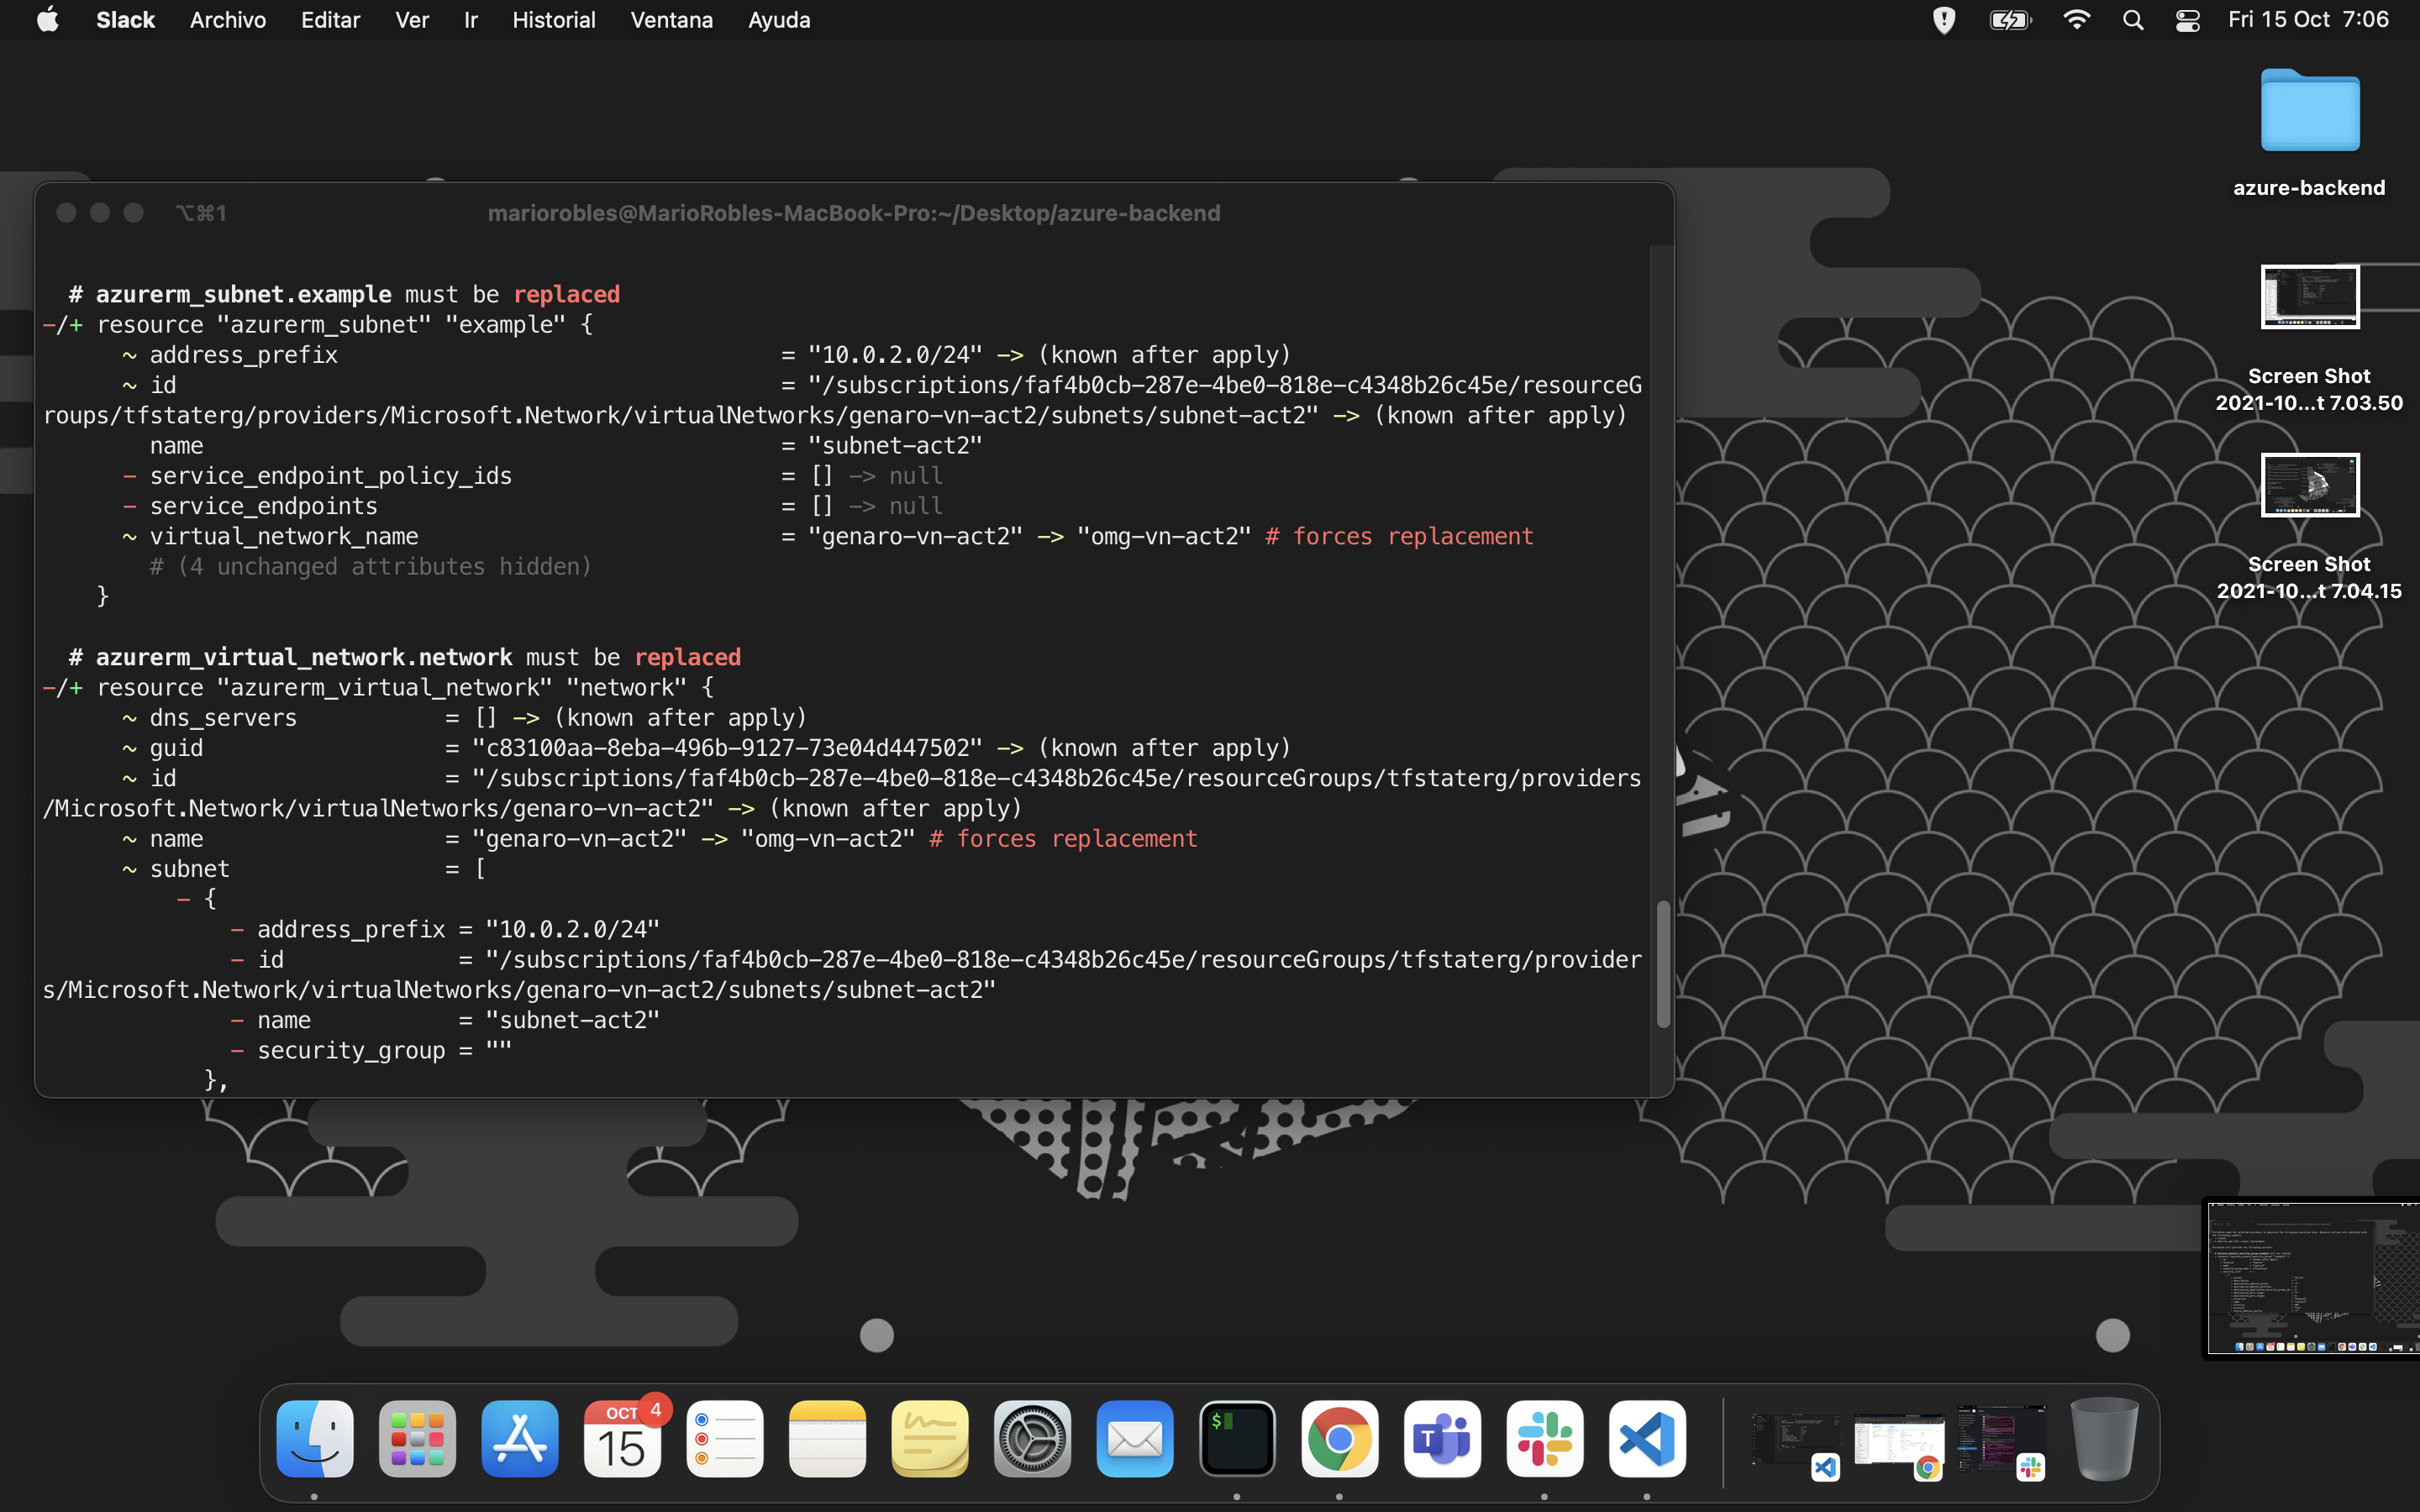 Slack Archivo Editar Ver Ir Historial Ventana Ayuda Fri 15 Oct 7:06
azure-backend
Screen Shot
2021-10...t 7.03.50
Screen Shot
2021-10...t 7.04.15
⌥⌘1 mariorobles@MarioRobles-MacBook-Pro:~/Desktop/azure-backend
# azurerm_subnet.example must be replaced
-/+ resource "azurerm_subnet" "example" {
~ address_prefix = "10.0.2.0/24" -> (known after apply)
~ id = "/subscriptions/faf4b0cb-287e-4be0-818e-c4348b26c45e/resourceG
roups/tfstaterg/providers/Microsoft.Network/virtualNetworks/genaro-vn-act2/subnets/subnet-act2" -> (known after apply)
name = "subnet-act2"
- service_endpoint_policy_ids = [] -> null
- service_endpoints = [] -> null
~ virtual_network_name = "genaro-vn-act2" -> "omg-vn-act2" # forces replacement
# (4 unchanged attributes hidden)
}
# azurerm_virtual_network.network must be replaced
-/+ resource "azurerm_virtual_network" "network" {
~ dns_servers = [] -> (known after apply)
~ guid = "c83100aa-8eba-496b-9127-73e04d447502" -> (known after apply)
~ id = "/subscriptions/faf4b0cb-287e-4be0-818e-c4348b26c45e/resourceGroups/tfstaterg/providers
/Microsoft.Network/virtualNetworks/genaro-vn-act2" -> (known after apply)
~ name = "genaro-vn-act2" -> "omg-vn-act2" # forces replacement
~ subnet = [
- {
- address_prefix = "10.0.2.0/24"
- id = "/subscriptions/faf4b0cb-287e-4be0-818e-c4348b26c45e/resourceGroups/tfstaterg/provider
s/Microsoft.Network/virtualNetworks/genaro-vn-act2/subnets/subnet-act2"
- name = "subnet-act2"
- security_group = ""
},
OCT 4
15
$
T